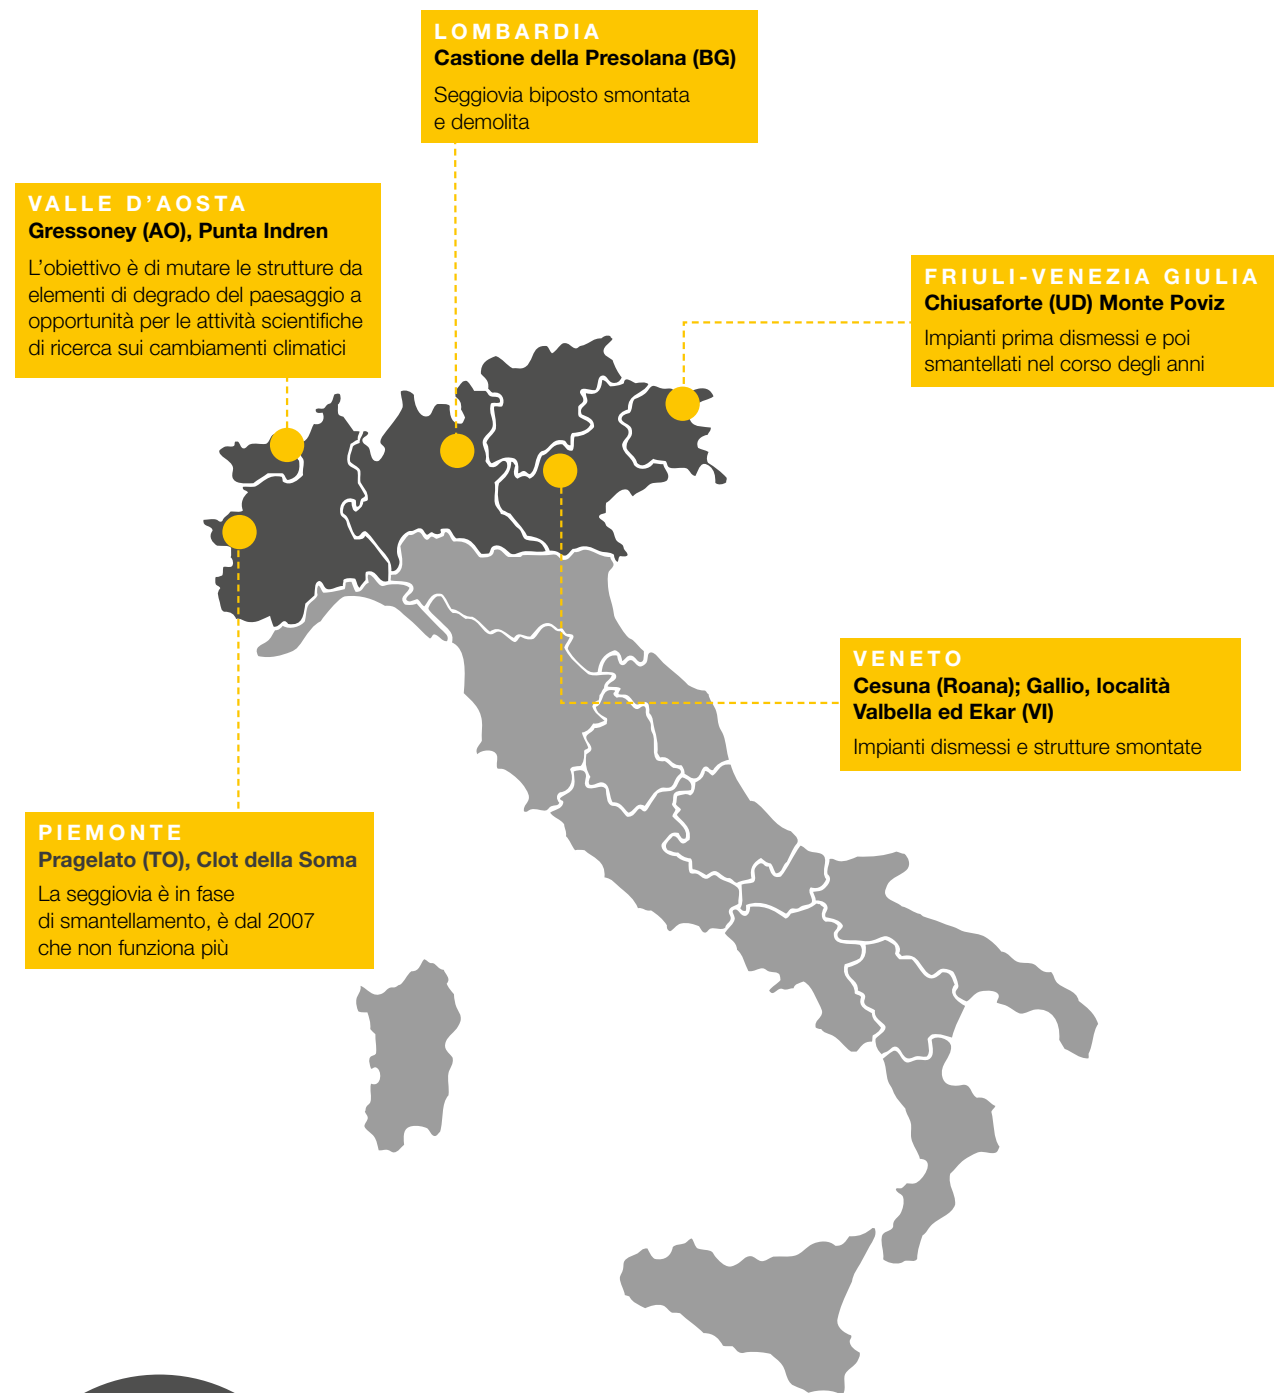 LOMBARDIA
Castione della Presolana (BG)
Seggiovia biposto smontata
e demolita
VALLE D’AOSTA
Gressoney (AO), Punta Indren
L’obiettivo è di mutare le strutture da
elementi di degrado del paesaggio a
opportunità per le attività scientifiche
di ricerca sui cambiamenti climatici
FRIULI-VENEZIA GIULIA
Chiusaforte (UD) Monte Poviz
Impianti prima dismessi e poi
smantellati nel corso degli anni
VENETO
Cesuna (Roana); Gallio, località
Valbella ed Ekar (VI)
Impianti dismessi e strutture smontate
PIEMONTE
Pragelato (TO), Clot della Soma
La seggiovia è in fase
di smantellamento, è dal 2007
che non funziona più